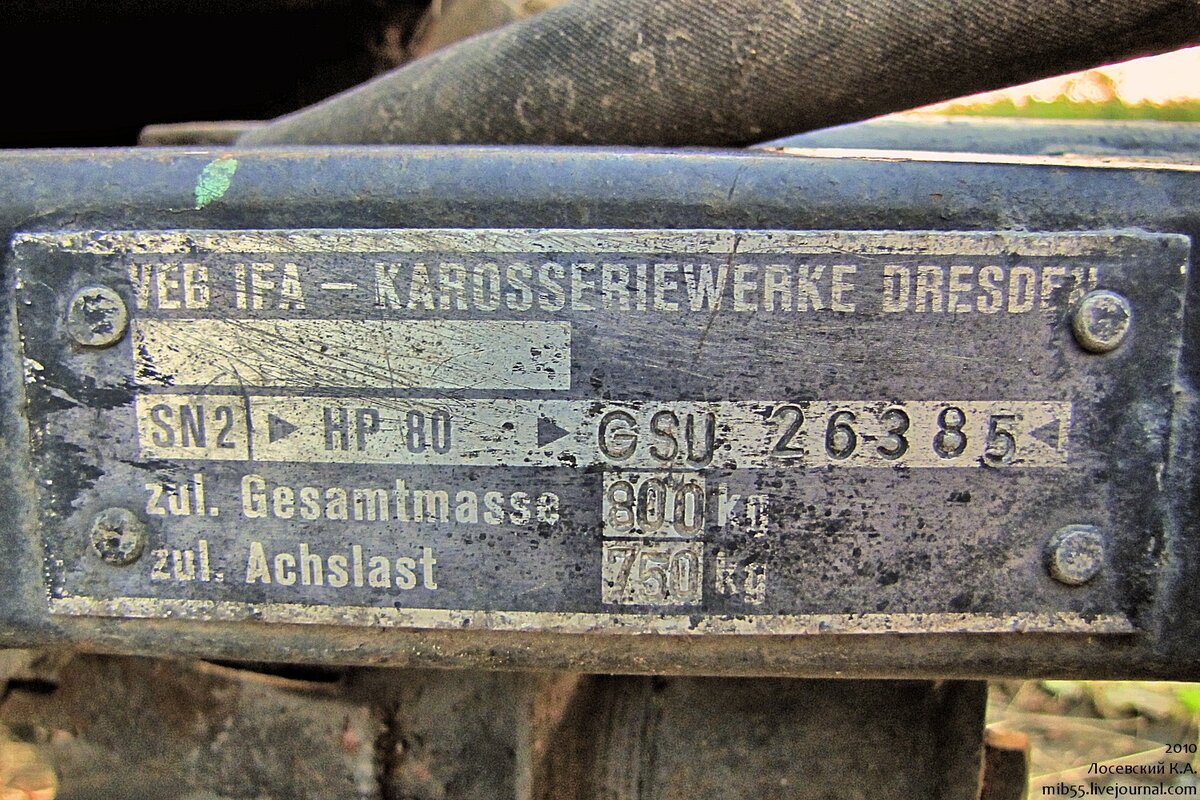 VEB IFA – KAROSSERIEWERKE DRESDEN
SN2 ► HP 80 ► GSU 26385 ◄
zul. Gesamtmasse 800 kg
zul. Achslast 750 kg
2010
Лосевский К.А.
mib55.livejournal.com